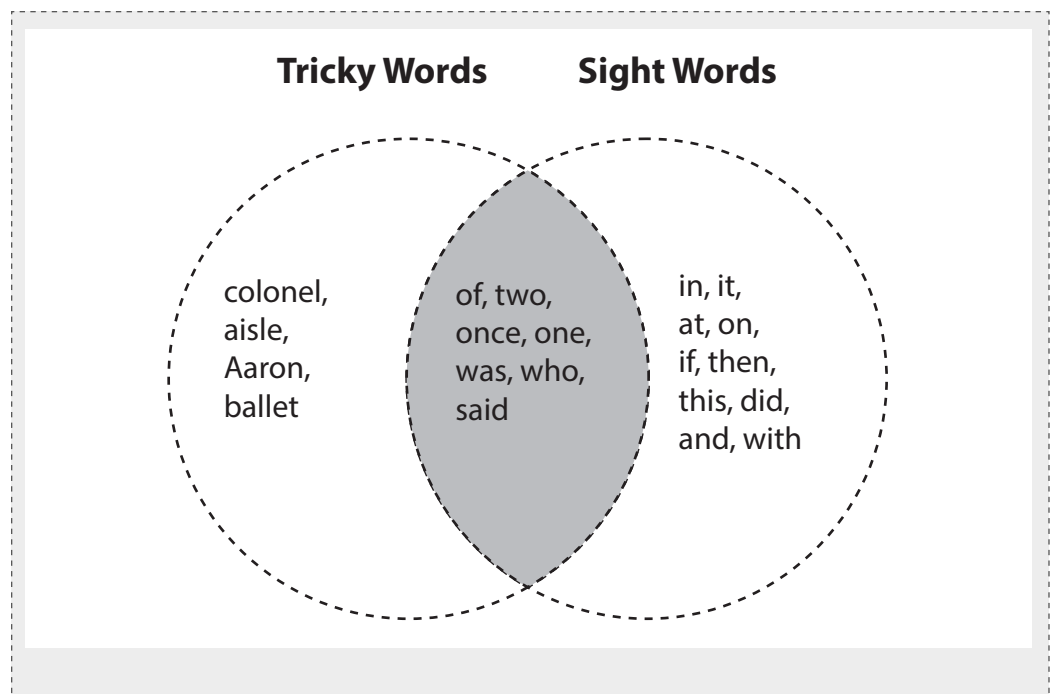 Tricky Words
Sight Words
colonel,
aisle,
Aaron,
ballet
of, two,
once, one,
was, who,
said
in, it,
at, on,
if, then,
this, did,
and, with